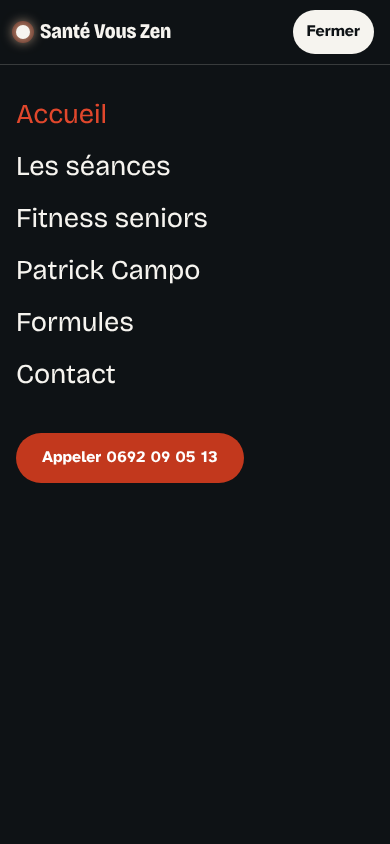 Santé Vous Zen
Fermer
Accueil
Les séances
Fitness seniors
Patrick Campo
Formules
Contact
Appeler 0692 09 05 13